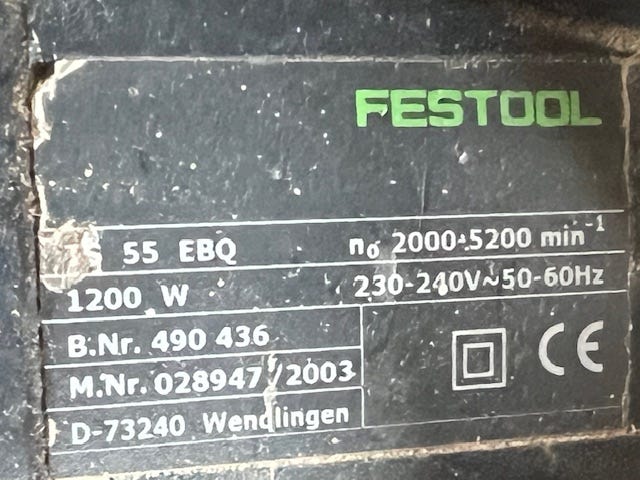 FESTOOL
S 55 EBQ n₀ 2000-5200 min⁻¹
1200 W 230-240V~50-60Hz
B.Nr. 490 436
M.Nr. 028947/2003
D-73240 Wendlingen
CE